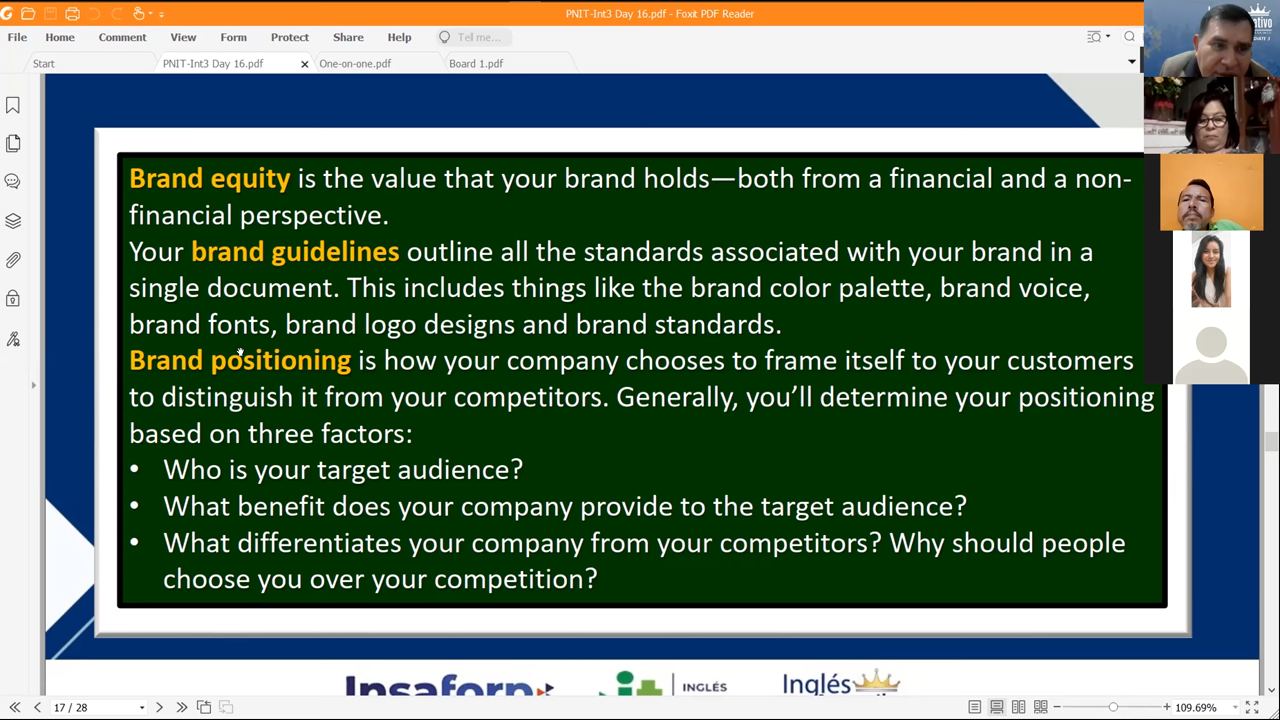 PNIT-Int3 Day 16.pdf - Foxit PDF Reader
File Home Comment View Form Protect Share Help Tell me...
Start PNIT-Int3 Day 16.pdf One-on-one.pdf Board 1.pdf
Brand equity is the value that your brand holds—both from a financial and a non-
financial perspective.
Your brand guidelines outline all the standards associated with your brand in a
single document. This includes things like the brand color palette, brand voice,
brand fonts, brand logo designs and brand standards.
Brand positioning is how your company chooses to frame itself to your customers
to distinguish it from your competitors. Generally, you’ll determine your positioning
based on three factors:
• Who is your target audience?
• What benefit does your company provide to the target audience?
• What differentiates your company from your competitors? Why should people
choose you over your competition?
Insaforp
INGLÉS
Inglés
17 / 28
109.69%